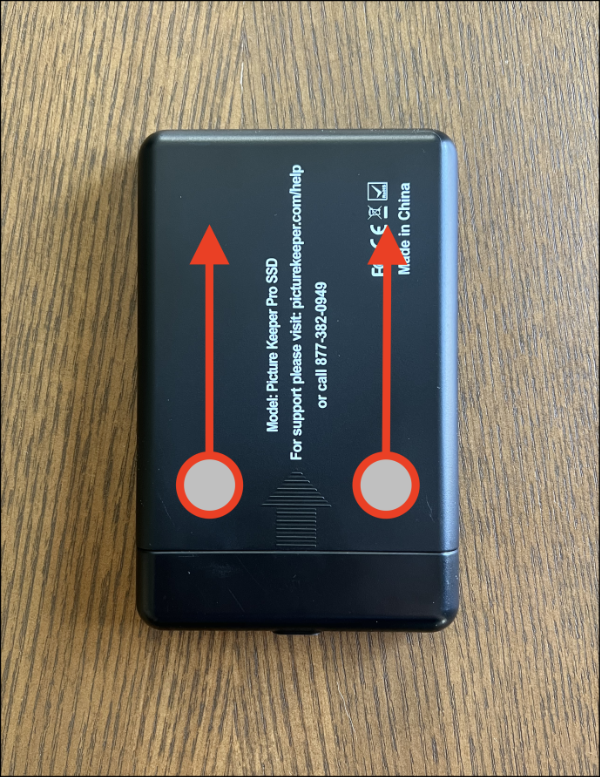 Model: Picture Keeper Pro SSD
For support please visit: picturekeeper.com/help
or call 877-382-0949
CE
Made in China